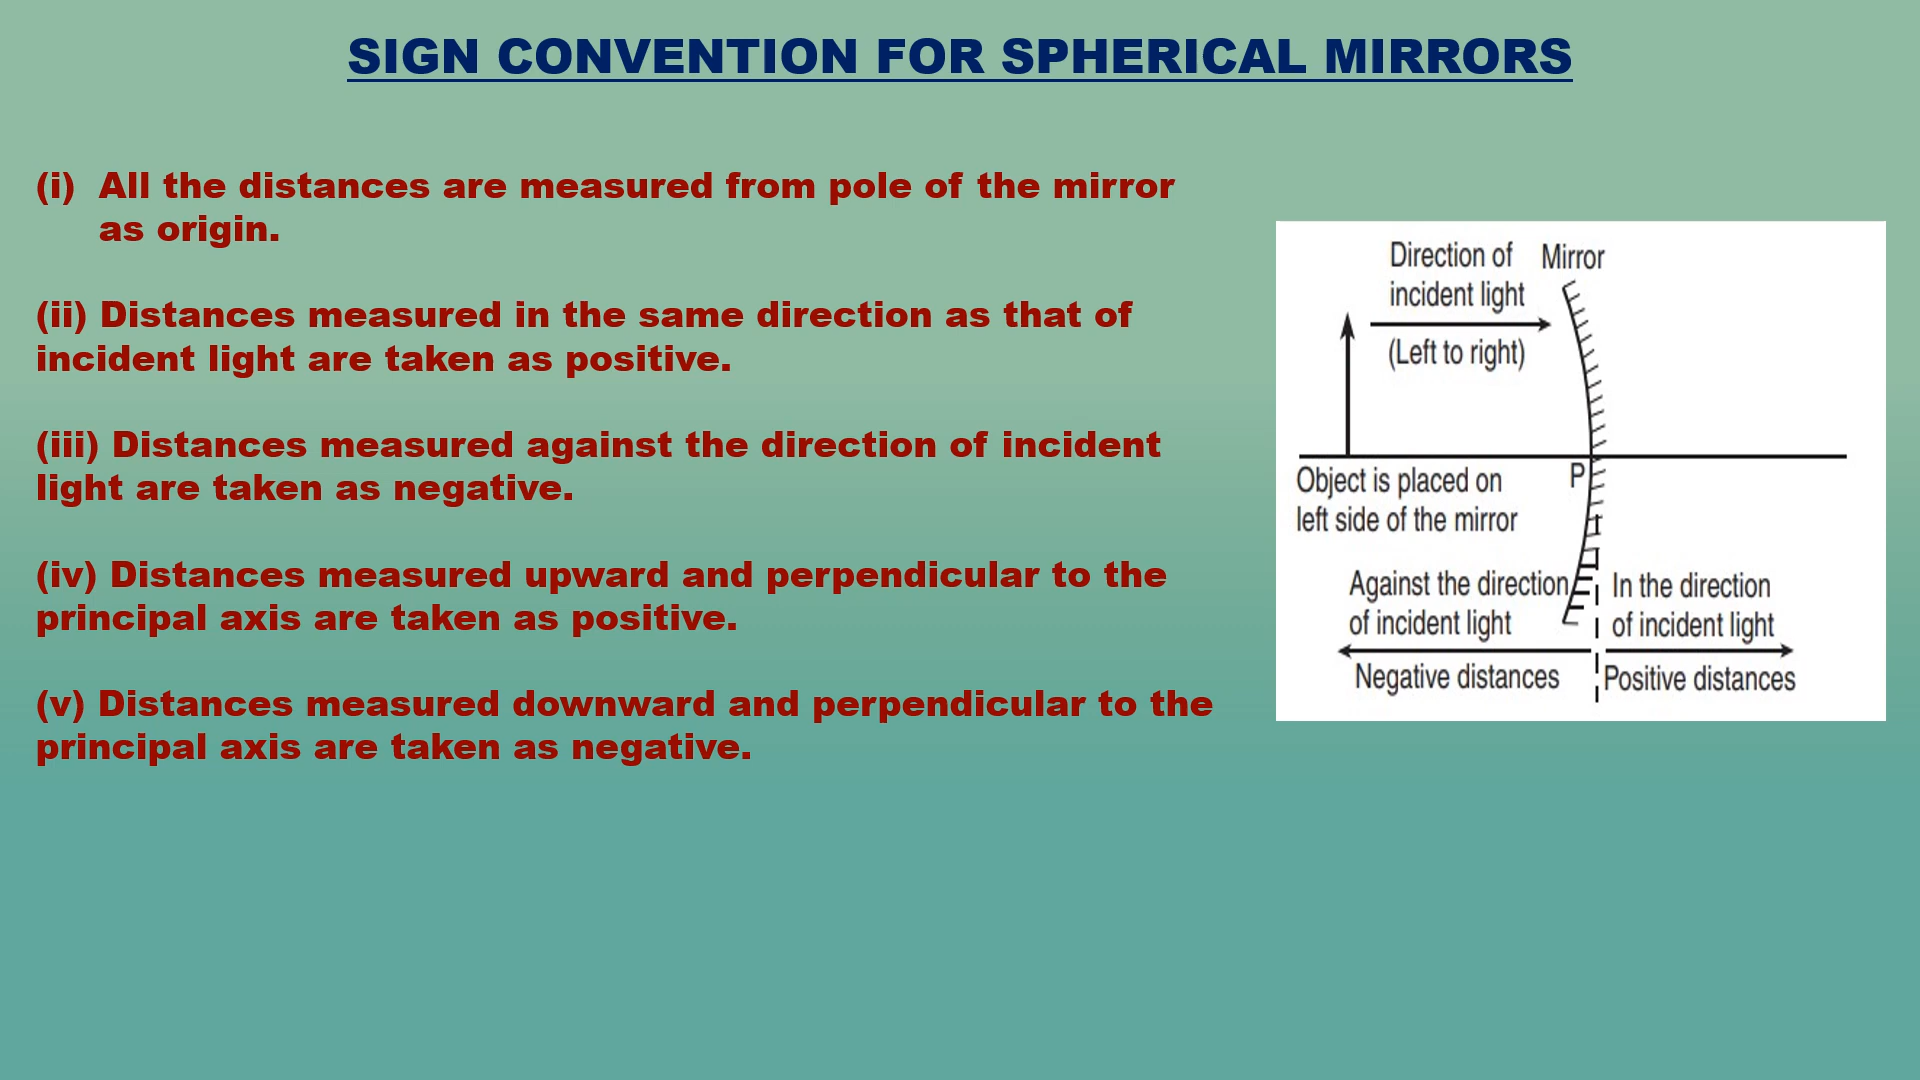 SIGN CONVENTION FOR SPHERICAL MIRRORS
(i) All the distances are measured from pole of the mirror
as origin.
(ii) Distances measured in the same direction as that of
incident light are taken as positive.
(iii) Distances measured against the direction of incident
light are taken as negative.
(iv) Distances measured upward and perpendicular to the
principal axis are taken as positive.
(v) Distances measured downward and perpendicular to the
principal axis are taken as negative.
Direction of
incident light
Mirror
(Left to right)
Object is placed on
left side of the mirror
P
Against the direction
of incident light
Negative distances
In the direction
of incident light
Positive distances